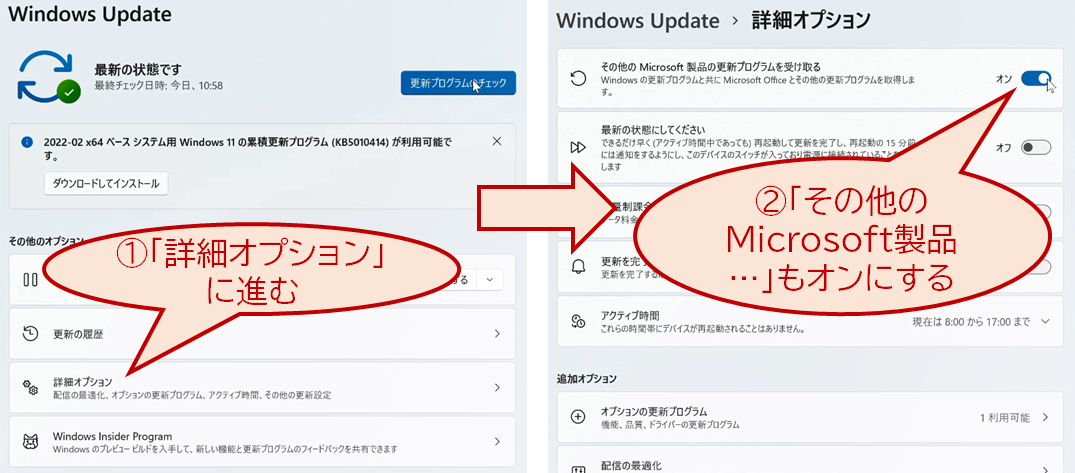 Windows Update
最新の状態です
最終チェック日時: 今日、10:58
更新プログラムのチェック
2022-02 x64 ベース システム用 Windows 11 の累積更新プログラム (KB5010414) が利用可能で
す。
ダウンロードしてインストール
その他のオプション
①「詳細オプション」
に進む
する
更新の履歴
詳細オプション
配信の最適化、オプションの更新プログラム、アクティブ時間、その他の更新設定
Windows Insider Program
Windows のプレビュー ビルドを入手して、新しい機能と更新プログラムのフィードバックを共有できます
Windows Update › 詳細オプション
その他の Microsoft 製品の更新プログラムを受け取る
Windows の更新プログラムと共に Microsoft Office とその他の更新プログラムを取得しま
す。
オン
最新の状態にしてください
できるだけ早く (アクティブ時間中であっても) 再起動して更新を完了し、再起動の 15 分前
には通知をするようにし、このデバイスのスイッチが入っており電源に接続されていること
します
オフ
量制課金
ータ料金
②「その他の
Microsoft製品
…」もオンにする
更新を完
更新を完了する
アクティブ時間
これらの時間帯にデバイスが再起動されることはありません。
現在は 8:00 から 17:00 まで
追加オプション
オプションの更新プログラム
機能、品質、ドライバーの更新プログラム
1 利用可能
配信の最適化